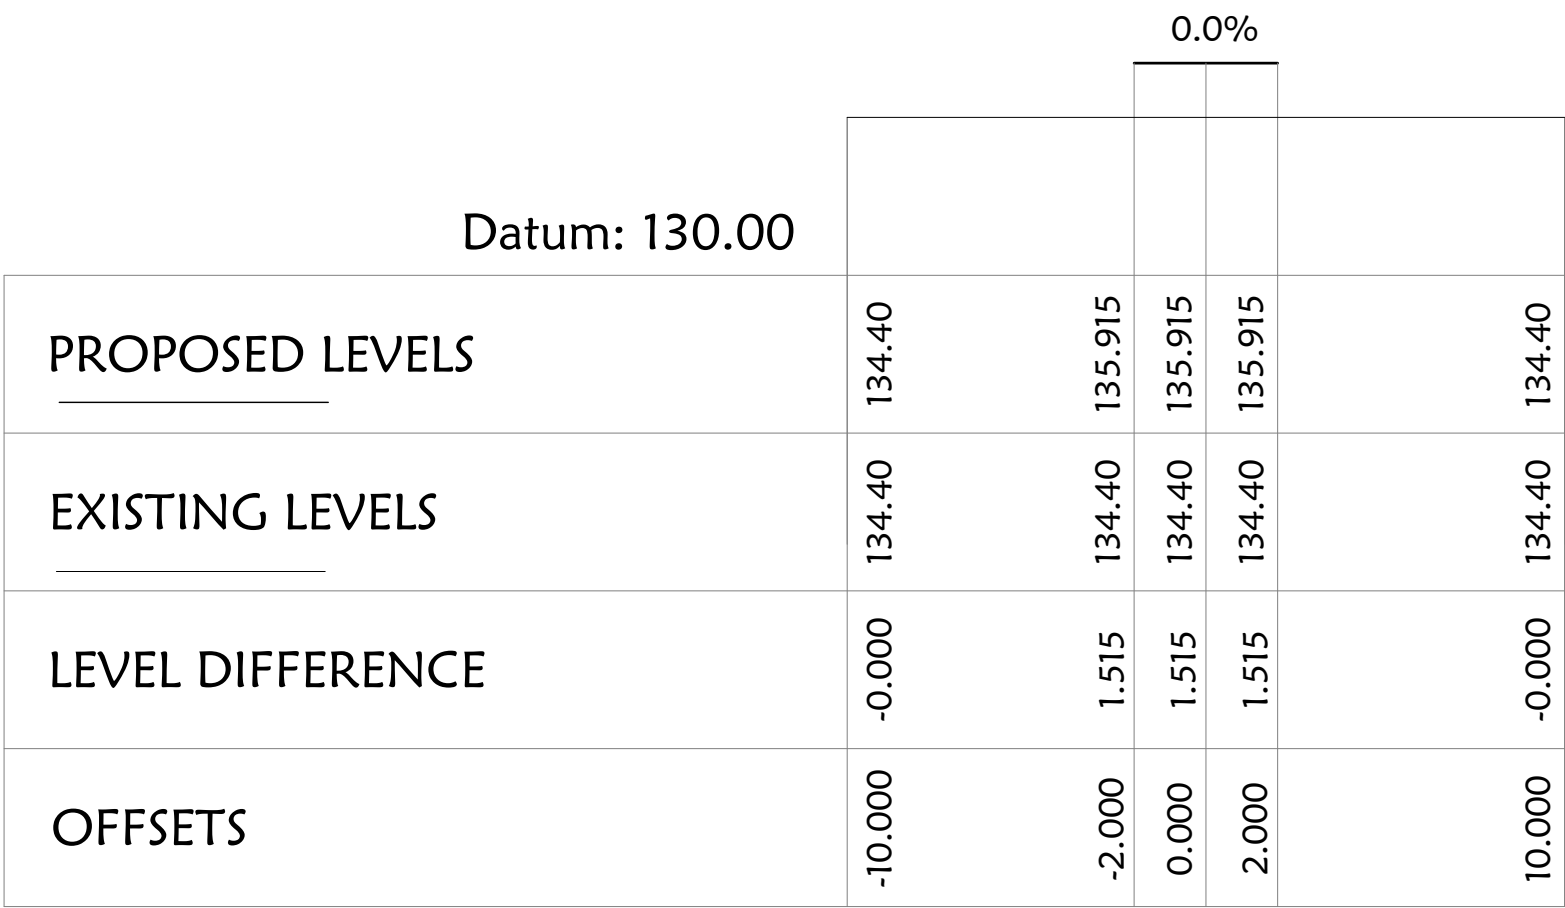 0.0%
Datum: 130.00
PROPOSED LEVELS 134.40 135.915 135.915 135.915 134.40
EXISTING LEVELS 134.40 134.40 134.40 134.40 134.40
LEVEL DIFFERENCE -0.000 1.515 1.515 1.515 -0.000
OFFSETS -10.000 -2.000 0.000 2.000 10.000